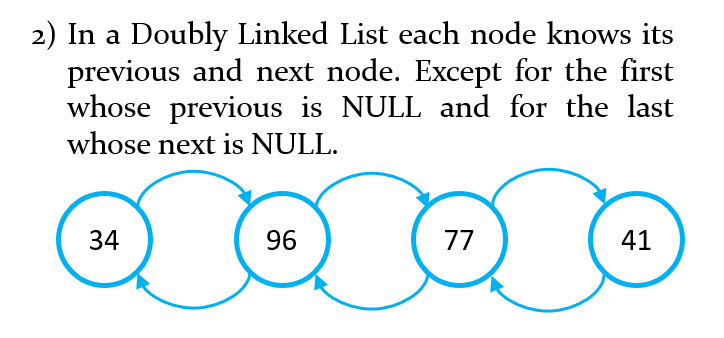 2) In a Doubly Linked List each node knows its
previous and next node. Except for the first
whose previous is NULL and for the last
whose next is NULL.
34 96 77 41